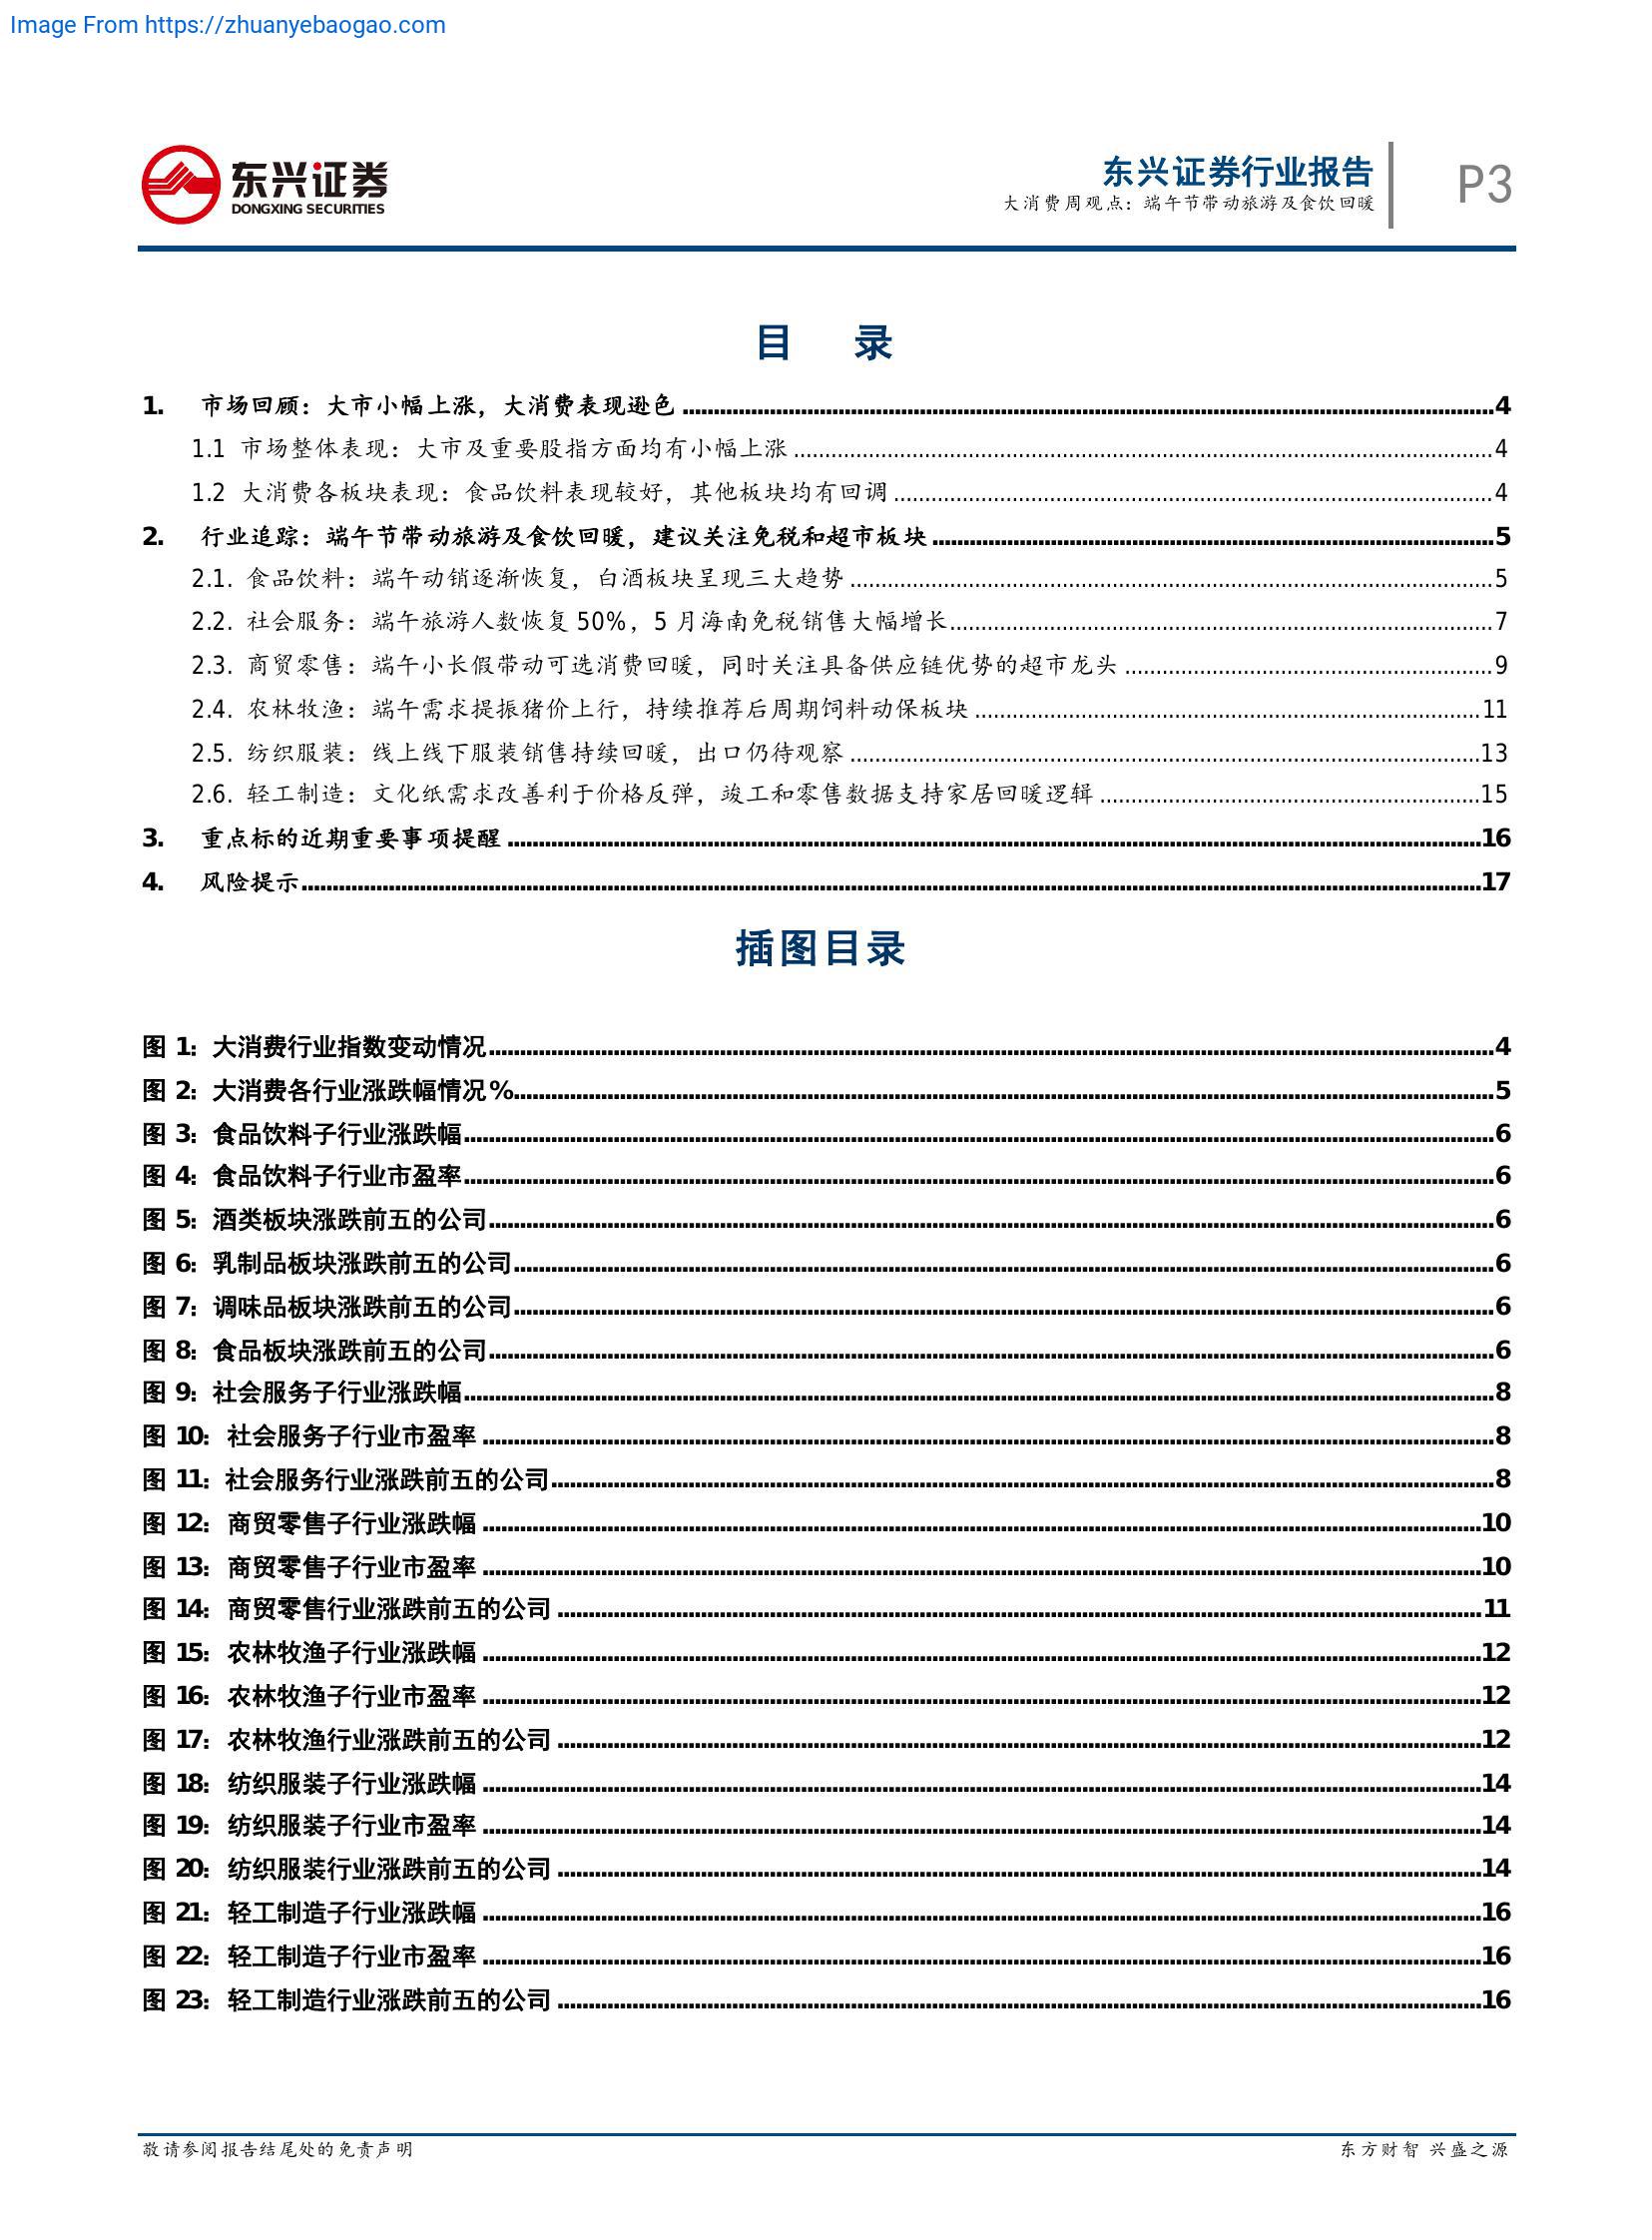 Image From https://zhuanyebaogao.com
东兴证券
DONGXING SECURITIES
东兴证券行业报告
大消费周观点：端午节带动旅游及食饮回暖
P3
目 录
1. 市场回顾：大市小幅上涨，大消费表现逊色 4
1.1 市场整体表现：大市及重要股指方面均有小幅上涨 4
1.2 大消费各板块表现：食品饮料表现较好，其他板块均有回调 4
2. 行业追踪：端午节带动旅游及食饮回暖，建议关注免税和超市板块 5
2.1. 食品饮料：端午动销逐渐恢复，白酒板块呈现三大趋势 5
2.2. 社会服务：端午旅游人数恢复 50%，5 月海南免税销售大幅增长 7
2.3. 商贸零售：端午小长假带动可选消费回暖，同时关注具备供应链优势的超市龙头 9
2.4. 农林牧渔：端午需求提振猪价上行，持续推荐后周期饲料动保板块 11
2.5. 纺织服装：线上线下服装销售持续回暖，出口仍待观察 13
2.6. 轻工制造：文化纸需求改善利于价格反弹，竣工和零售数据支持家居回暖逻辑 15
3. 重点标的近期重要事项提醒 16
4. 风险提示 17
插图目录
图 1：大消费行业指数变动情况 4
图 2：大消费各行业涨跌幅情况% 5
图 3：食品饮料子行业涨跌幅 6
图 4：食品饮料子行业市盈率 6
图 5：酒类板块涨跌前五的公司 6
图 6：乳制品板块涨跌前五的公司 6
图 7：调味品板块涨跌前五的公司 6
图 8：食品板块涨跌前五的公司 6
图 9：社会服务子行业涨跌幅 8
图 10：社会服务子行业市盈率 8
图 11：社会服务行业涨跌前五的公司 8
图 12：商贸零售子行业涨跌幅 10
图 13：商贸零售子行业市盈率 10
图 14：商贸零售行业涨跌前五的公司 11
图 15：农林牧渔子行业涨跌幅 12
图 16：农林牧渔子行业市盈率 12
图 17：农林牧渔行业涨跌前五的公司 12
图 18：纺织服装子行业涨跌幅 14
图 19：纺织服装子行业市盈率 14
图 20：纺织服装行业涨跌前五的公司 14
图 21：轻工制造子行业涨跌幅 16
图 22：轻工制造子行业市盈率 16
图 23：轻工制造行业涨跌前五的公司 16
敬请参阅报告结尾处的免责声明
东方财智 兴盛之源